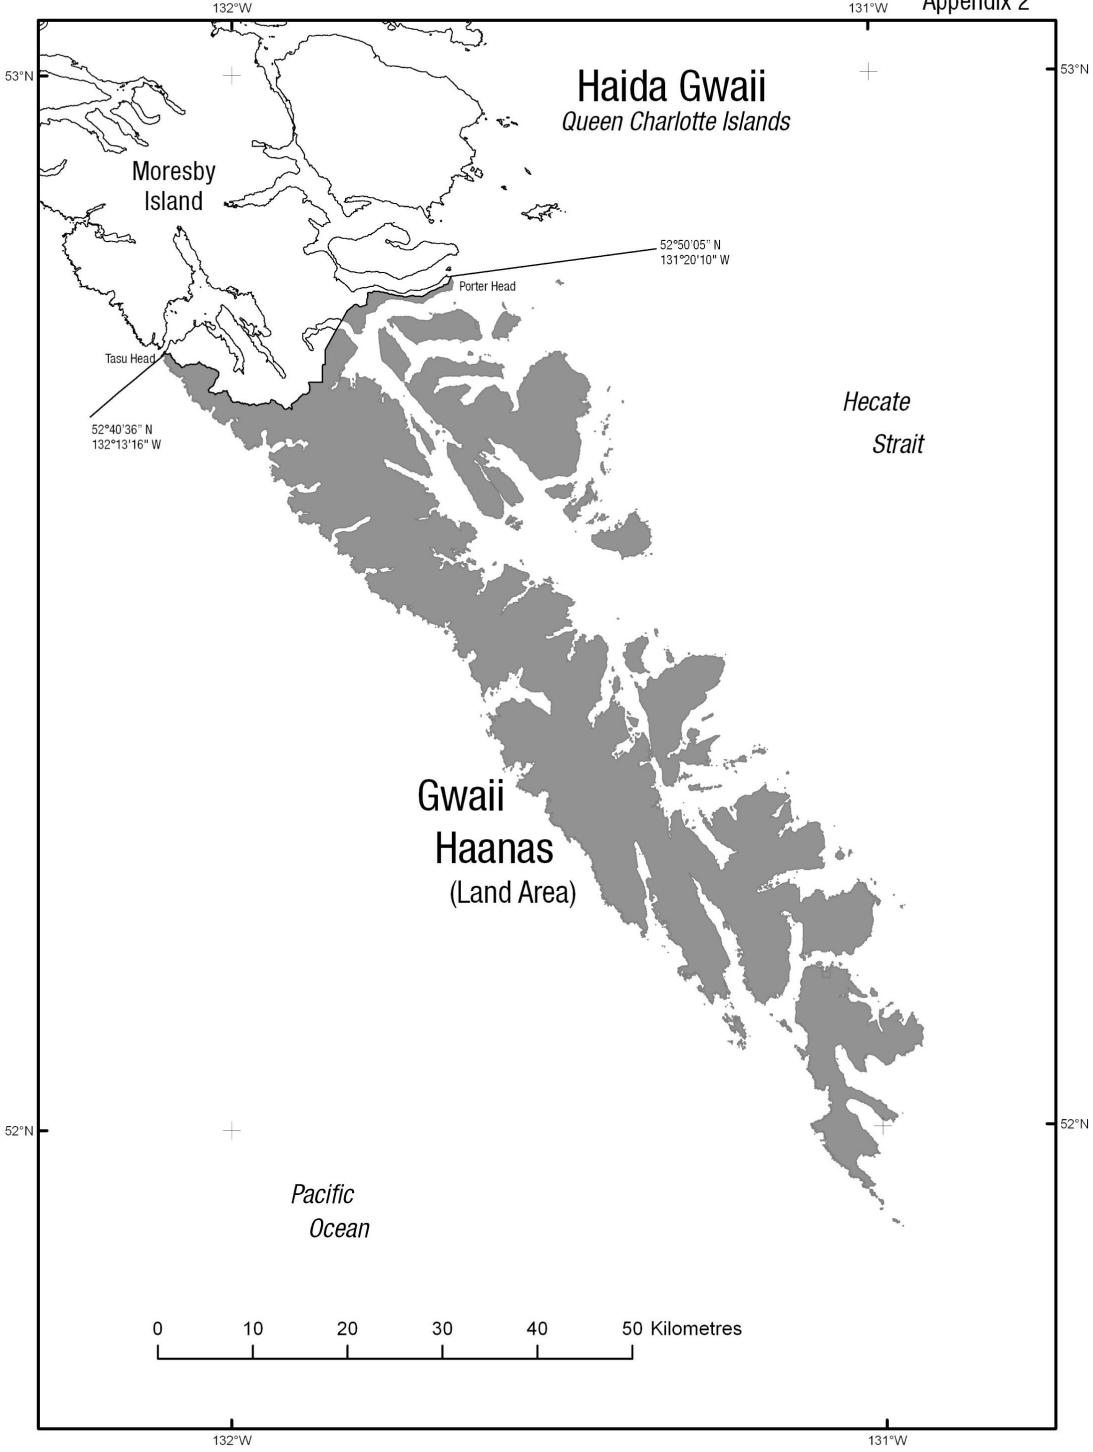 Appendix 2
132°W
131°W
53°N
53°N
Haida Gwaii
Queen Charlotte Islands
Moresby
Island
52°50'05" N
131°20'10" W
Porter Head
Tasu Head
52°40'36" N
132°13'16" W
Hecate
Strait
Gwaii
Haanas
(Land Area)
52°N
52°N
Pacific
Ocean
0 10 20 30 40 50 Kilometres
132°W
131°W